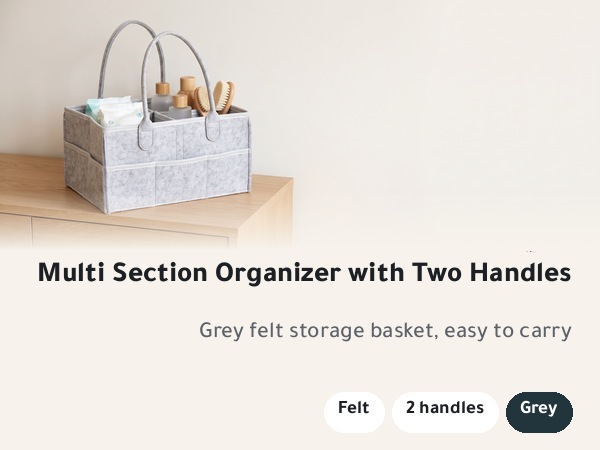 Multi Section Organizer with Two Handles
Grey felt storage basket, easy to carry
Felt
2 handles
Grey